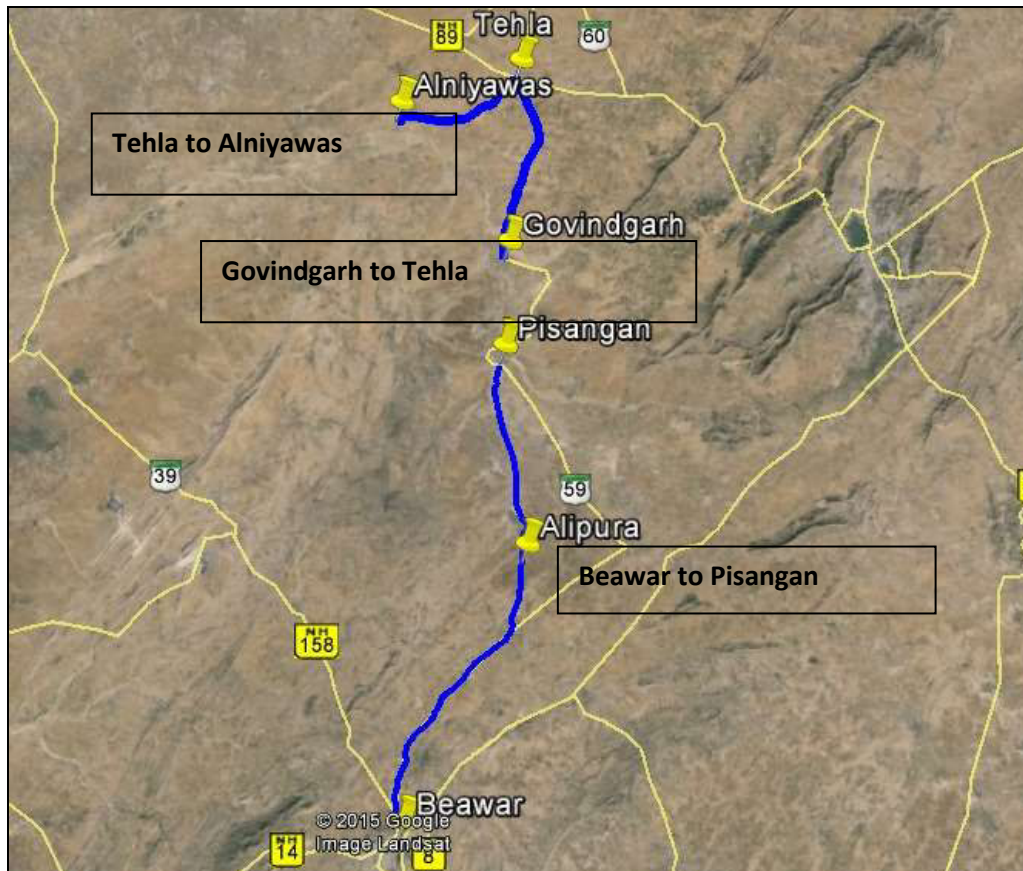 Tehla
NH
89
60
Alniyawas
Tehla to Alniyawas
Govindgarh
Govindgarh to Tehla
Pisangan
39
59
Alipura
Beawar to Pisangan
NH
158
Beawar
© 2015 Google
Image Landsat
NH
14
8